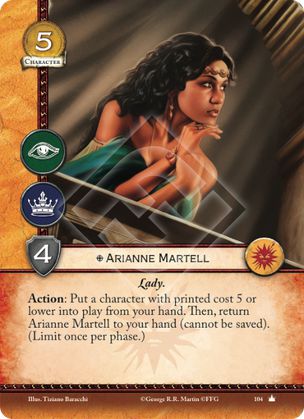 5
CHARACTER
4
ARIANNE MARTELL
Lady.
Action: Put a character with printed cost 5 or
lower into play from your hand. Then, return
Arianne Martell to your hand (cannot be saved).
(Limit once per phase.)
Illus. Tiziano Baracchi ©George R.R. Martin ©FFG 104